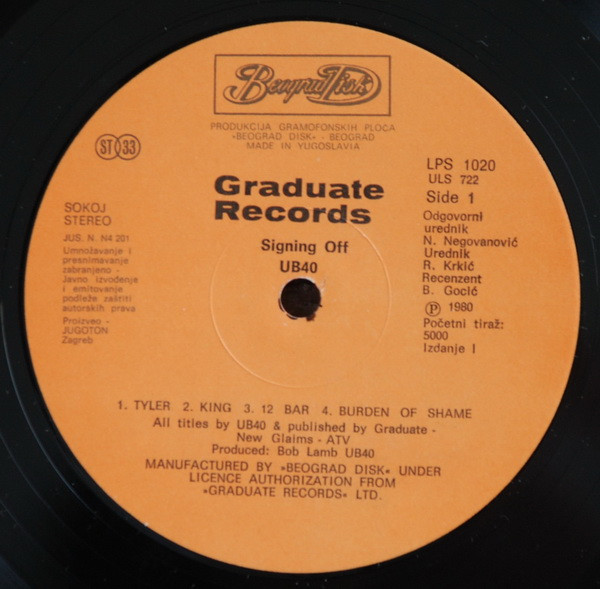 Beograd Disk
PRODUKCIJA GRAMOFONSKIH PLOČA
»BEOGRAD DISK« - BEOGRAD
MADE IN YUGOSLAVIA
ST 33
LPS 1020
ULS 722
Side 1
Graduate
Records
SOKOJ
STEREO
JUS. N. N4 201
Umnožavanje i
presnimavanje
zabranjeno -
Javno izvođenje
i emitovanje
podleže zaštiti
autorskih prava
Proizveo -
JUGOTON
Zagreb
Signing Off
UB40
Odgovorni
urednik
N. Negovanović
Urednik
R. Krkić
Recenzent
B. Gocić
Ⓟ 1980
Početni tiraž:
5000
Izdanje I
1. TYLER 2. KING 3. 12 BAR 4. BURDEN OF SHAME
All titles by UB40 & published by Graduate -
New Glaims - ATV
Produced: Bob Lamb UB40
MANUFACTURED BY »BEOGRAD DISK« UNDER
LICENCE AUTHORIZATION FROM
»GRADUATE RECORDS« LTD.